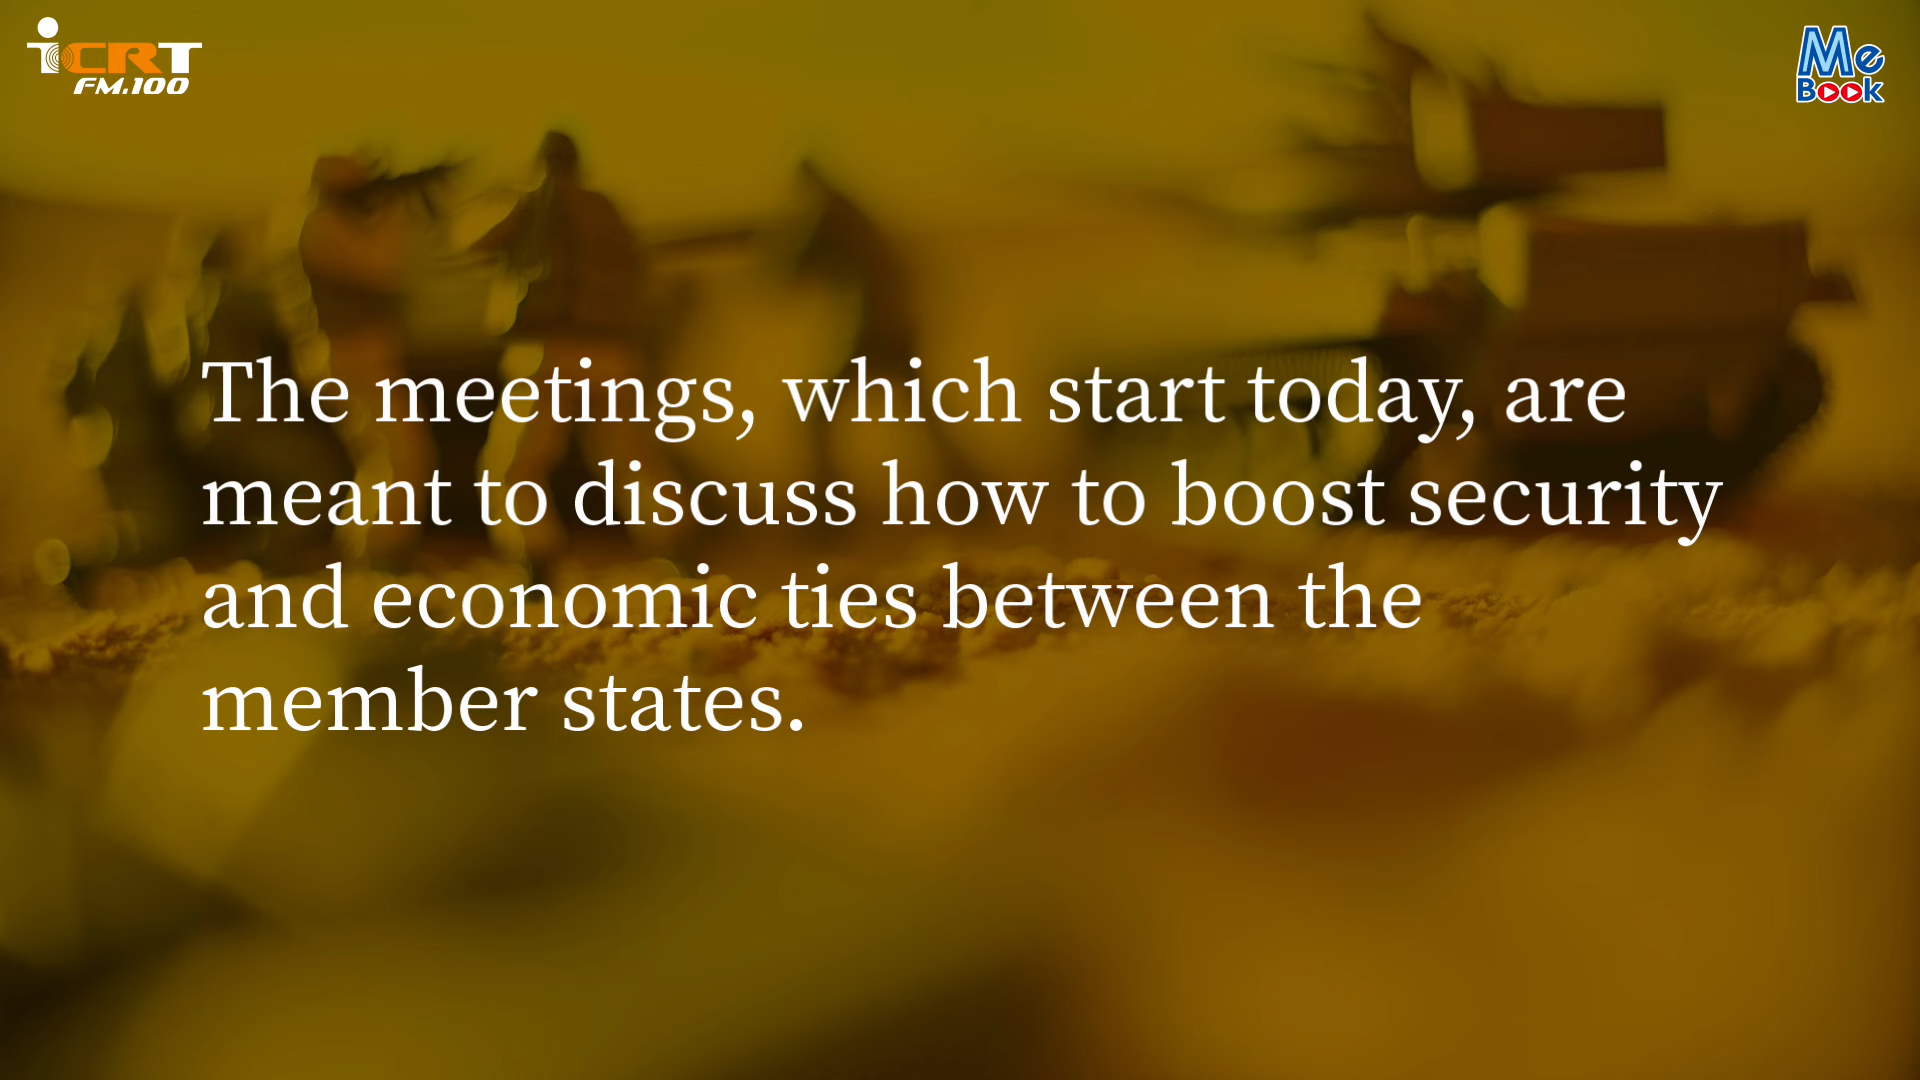 iCRT
FM.100
Me
Book
The meetings, which start today, are
meant to discuss how to boost security
and economic ties between the
member states.